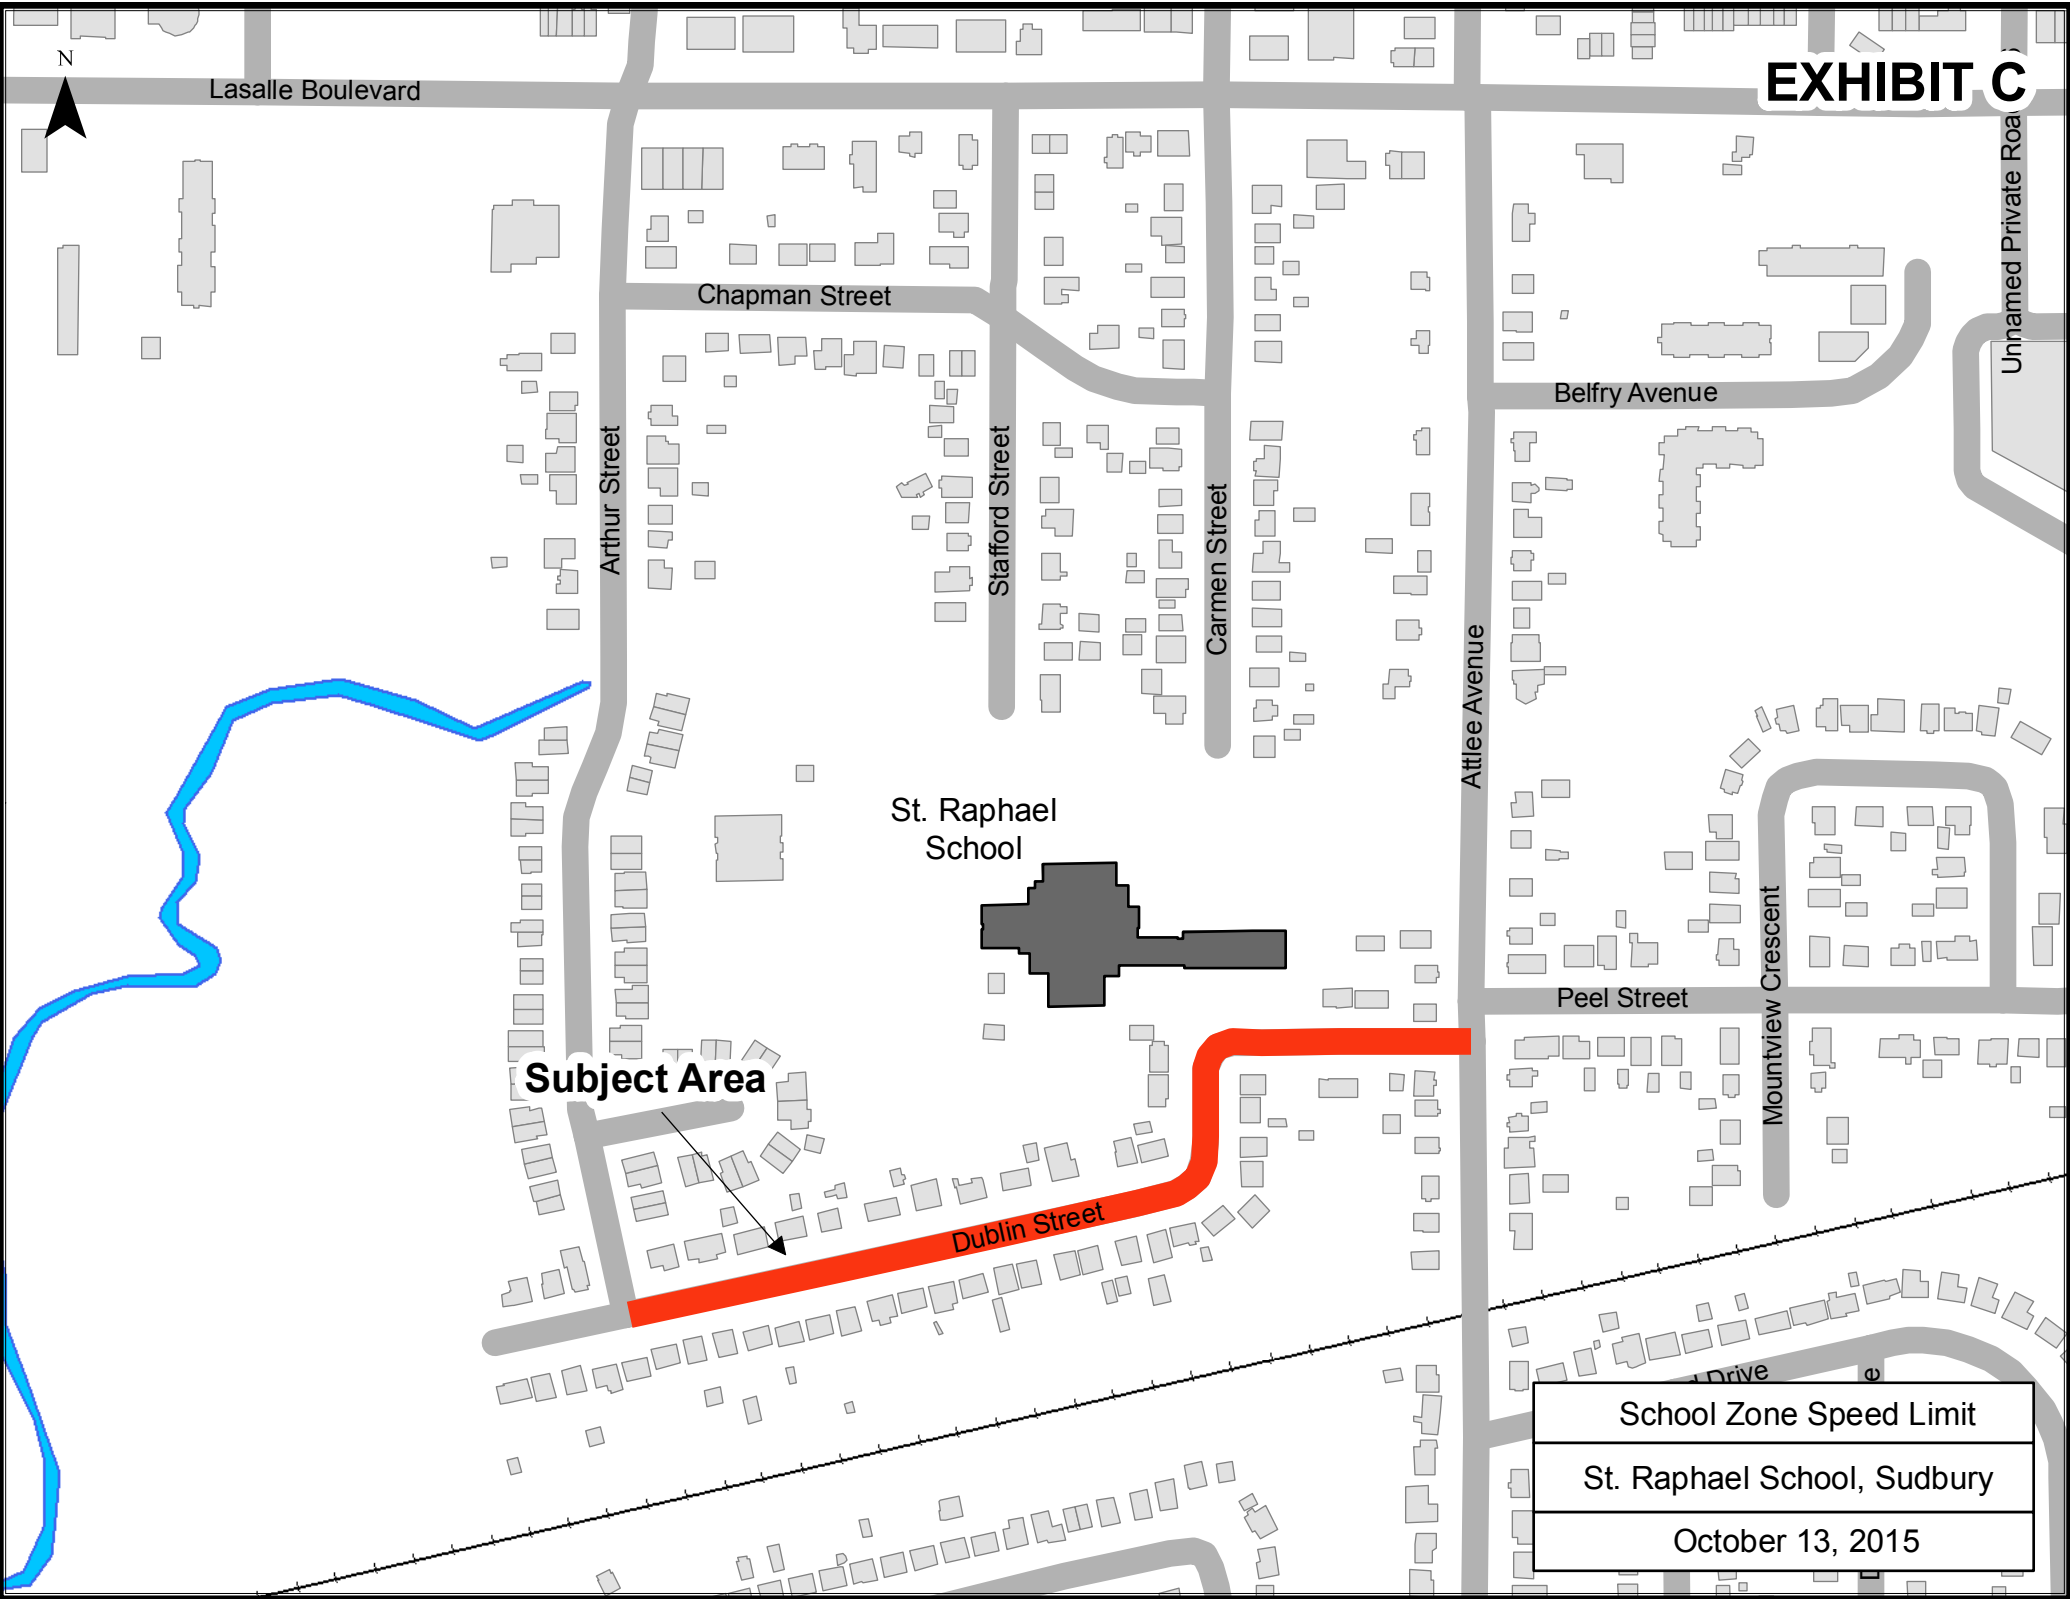 N
EXHIBIT C
Lasalle Boulevard
Unnamed Private Road
Chapman Street
Belfry Avenue
Arthur Street
Stafford Street
Carmen Street
Attlee Avenue
St. Raphael
School
Mountview Crescent
Peel Street
Subject Area
Dublin Street
Drive
School Zone Speed Limit
St. Raphael School, Sudbury
October 13, 2015